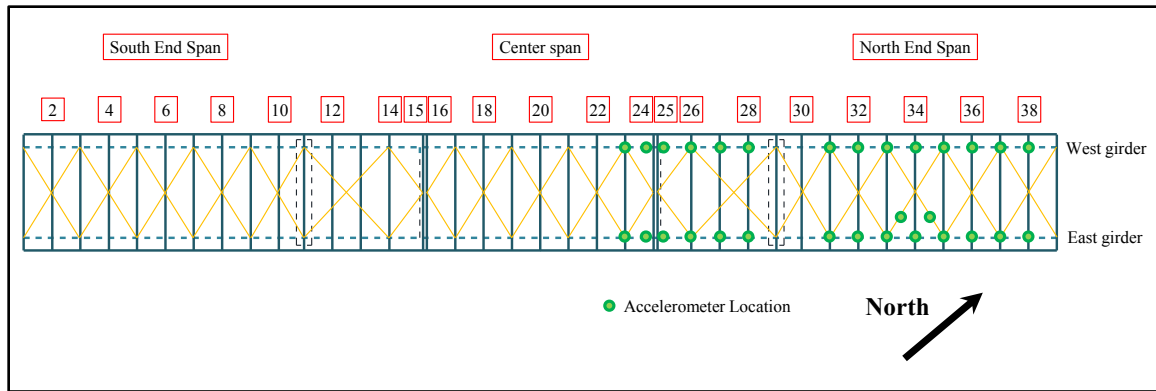 South End Span Center span North End Span
2 4 6 8 10 12 14 15 16 18 20 22 24 25 26 28 30 32 34 36 38
West girder
East girder
Accelerometer Location
North